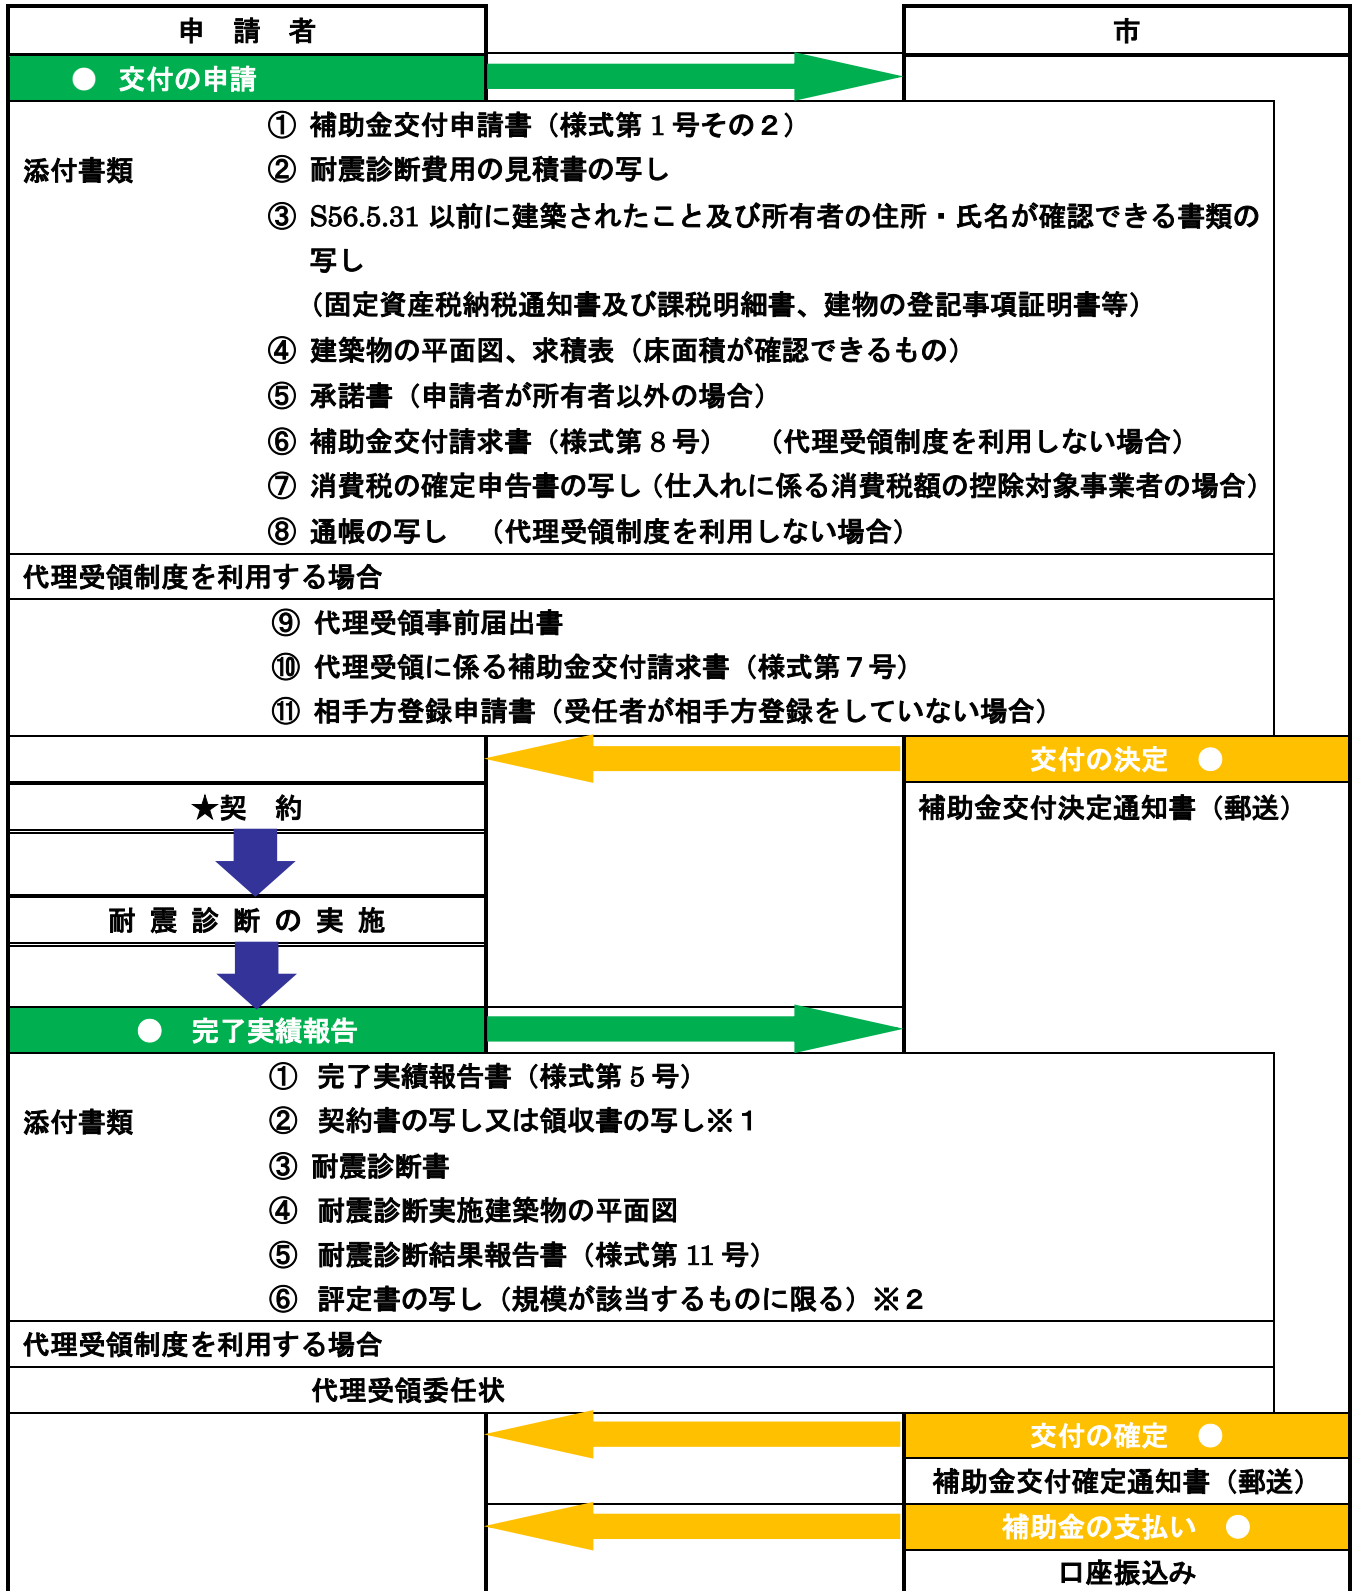 申　請　者
市
●　交付の申請
① 補助金交付申請書（様式第1号その２）
添付書類
② 耐震診断費用の見積書の写し
③ S56.5.31 以前に建築されたこと及び所有者の住所・氏名が確認できる書類の
写し
（固定資産税納税通知書及び課税明細書、建物の登記事項証明書等）
④ 建築物の平面図、求積表（床面積が確認できるもの）
⑤ 承諾書（申請者が所有者以外の場合）
⑥ 補助金交付請求書（様式第8号）　（代理受領制度を利用しない場合）
⑦ 消費税の確定申告書の写し（仕入れに係る消費税額の控除対象事業者の場合）
⑧ 通帳の写し　（代理受領制度を利用しない場合）
代理受領制度を利用する場合
⑨ 代理受領事前届出書
⑩ 代理受領に係る補助金交付請求書（様式第７号）
⑪ 相手方登録申請書（受任者が相手方登録をしていない場合）
交付の決定　●
★契　約
補助金交付決定通知書（郵送）
耐 震 診 断 の 実 施
●　完了実績報告
① 完了実績報告書（様式第5号）
添付書類
② 契約書の写し又は領収書の写し※１
③ 耐震診断書
④ 耐震診断実施建築物の平面図
⑤ 耐震診断結果報告書（様式第 11 号）
⑥ 評定書の写し（規模が該当するものに限る）※２
代理受領制度を利用する場合
代理受領委任状
交付の確定　●
補助金交付確定通知書（郵送）
補助金の支払い　●
口座振込み